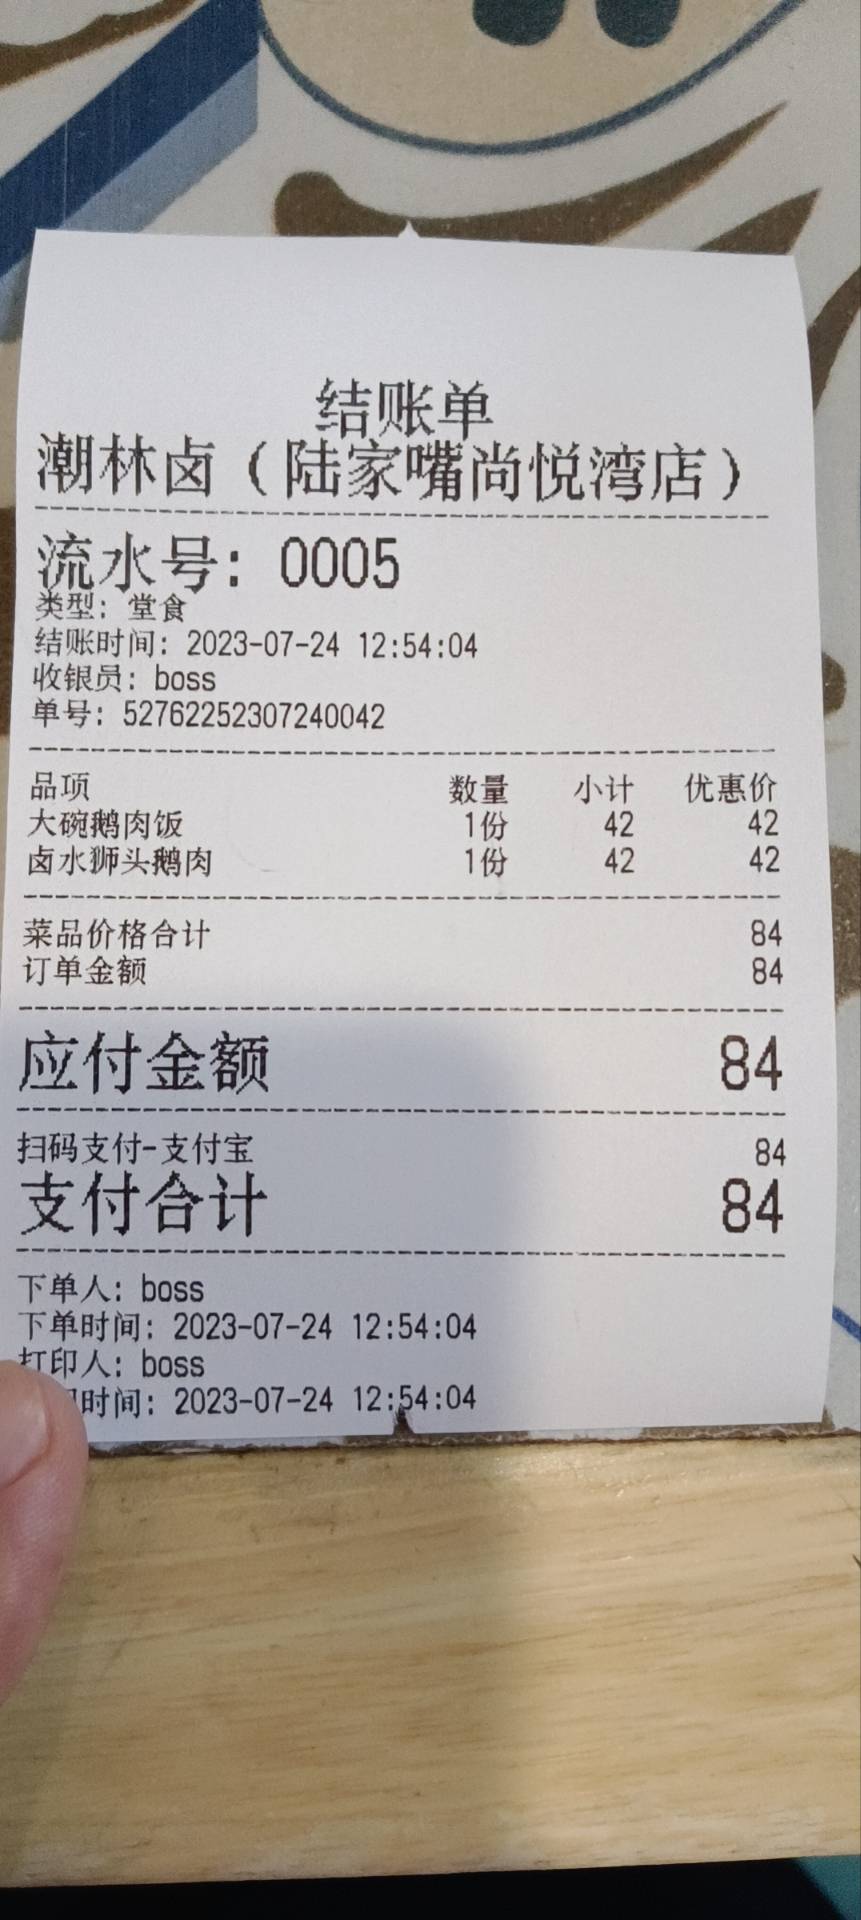 结账单
潮林卤（陆家嘴尚悦湾店）
流水号: 0005
类型: 堂食
结账时间: 2023-07-24 12:54:04
收银员: boss
单号: 52762252307240042
品项 数量 小计 优惠价
大碗鹅肉饭 1份 42 42
卤水狮头鹅肉 1份 42 42
菜品价格合计 84
订单金额 84
应付金额 84
扫码支付-支付宝 84
支付合计 84
下单人: boss
下单时间: 2023-07-24 12:54:04
打印人: boss
时间: 2023-07-24 12:54:04